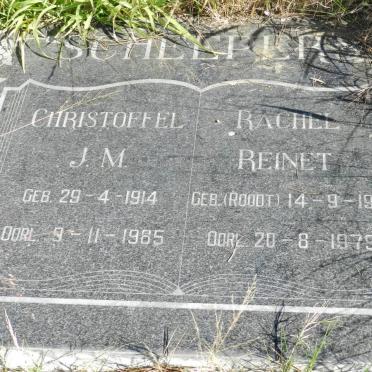 SCHEEPERS
CHRISTOFFEL
J. M.
GEB. 29-4-1914
OORL. 9-11-1985
RACHEL
REINET
GEB. (ROODT) 14-9-19
OORL. 20-8-1979